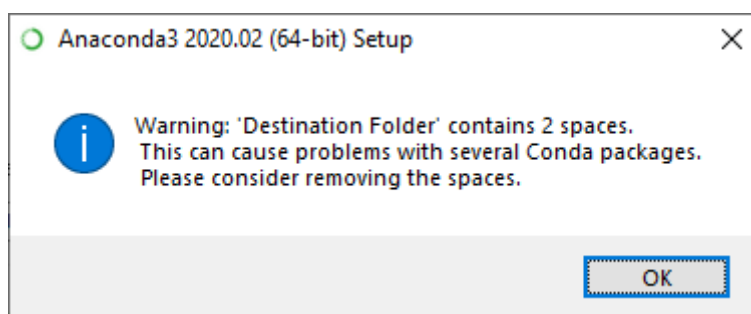 Anaconda3 2020.02 (64-bit) Setup
Warning: 'Destination Folder' contains 2 spaces.
This can cause problems with several Conda packages.
Please consider removing the spaces.
OK